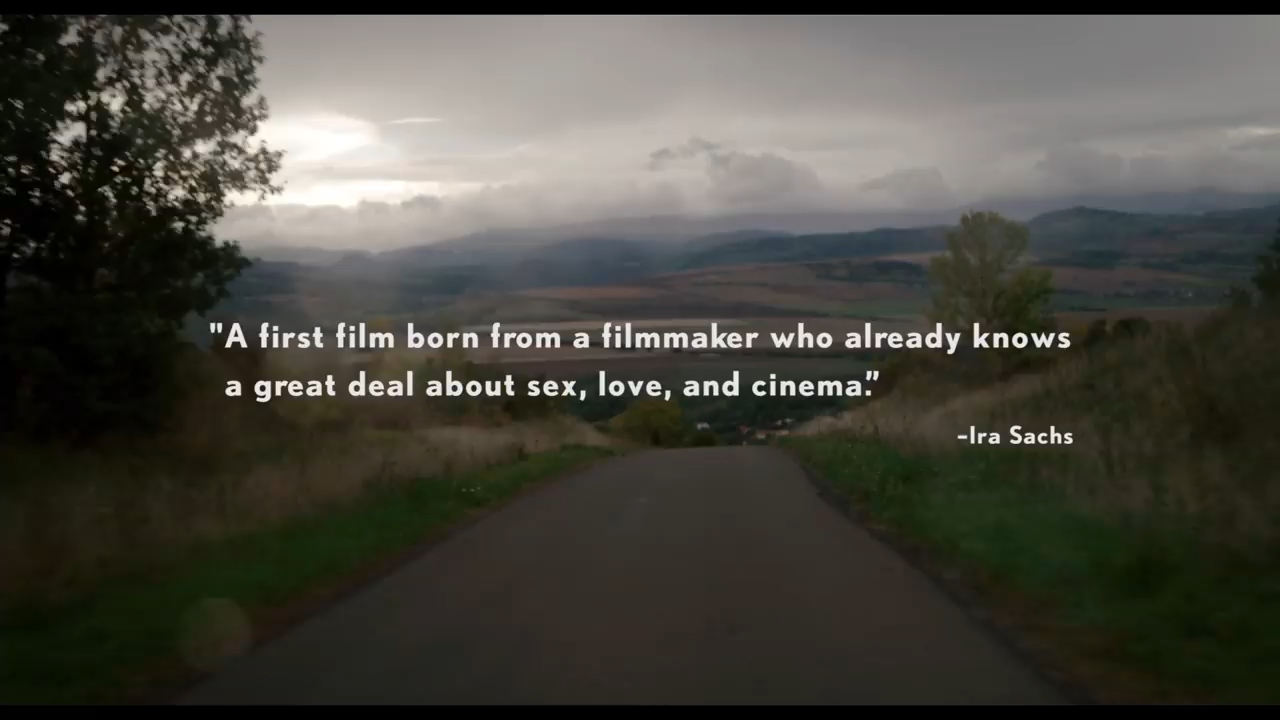 "A first film born from a filmmaker who already knows
a great deal about sex, love, and cinema.”
–Ira Sachs